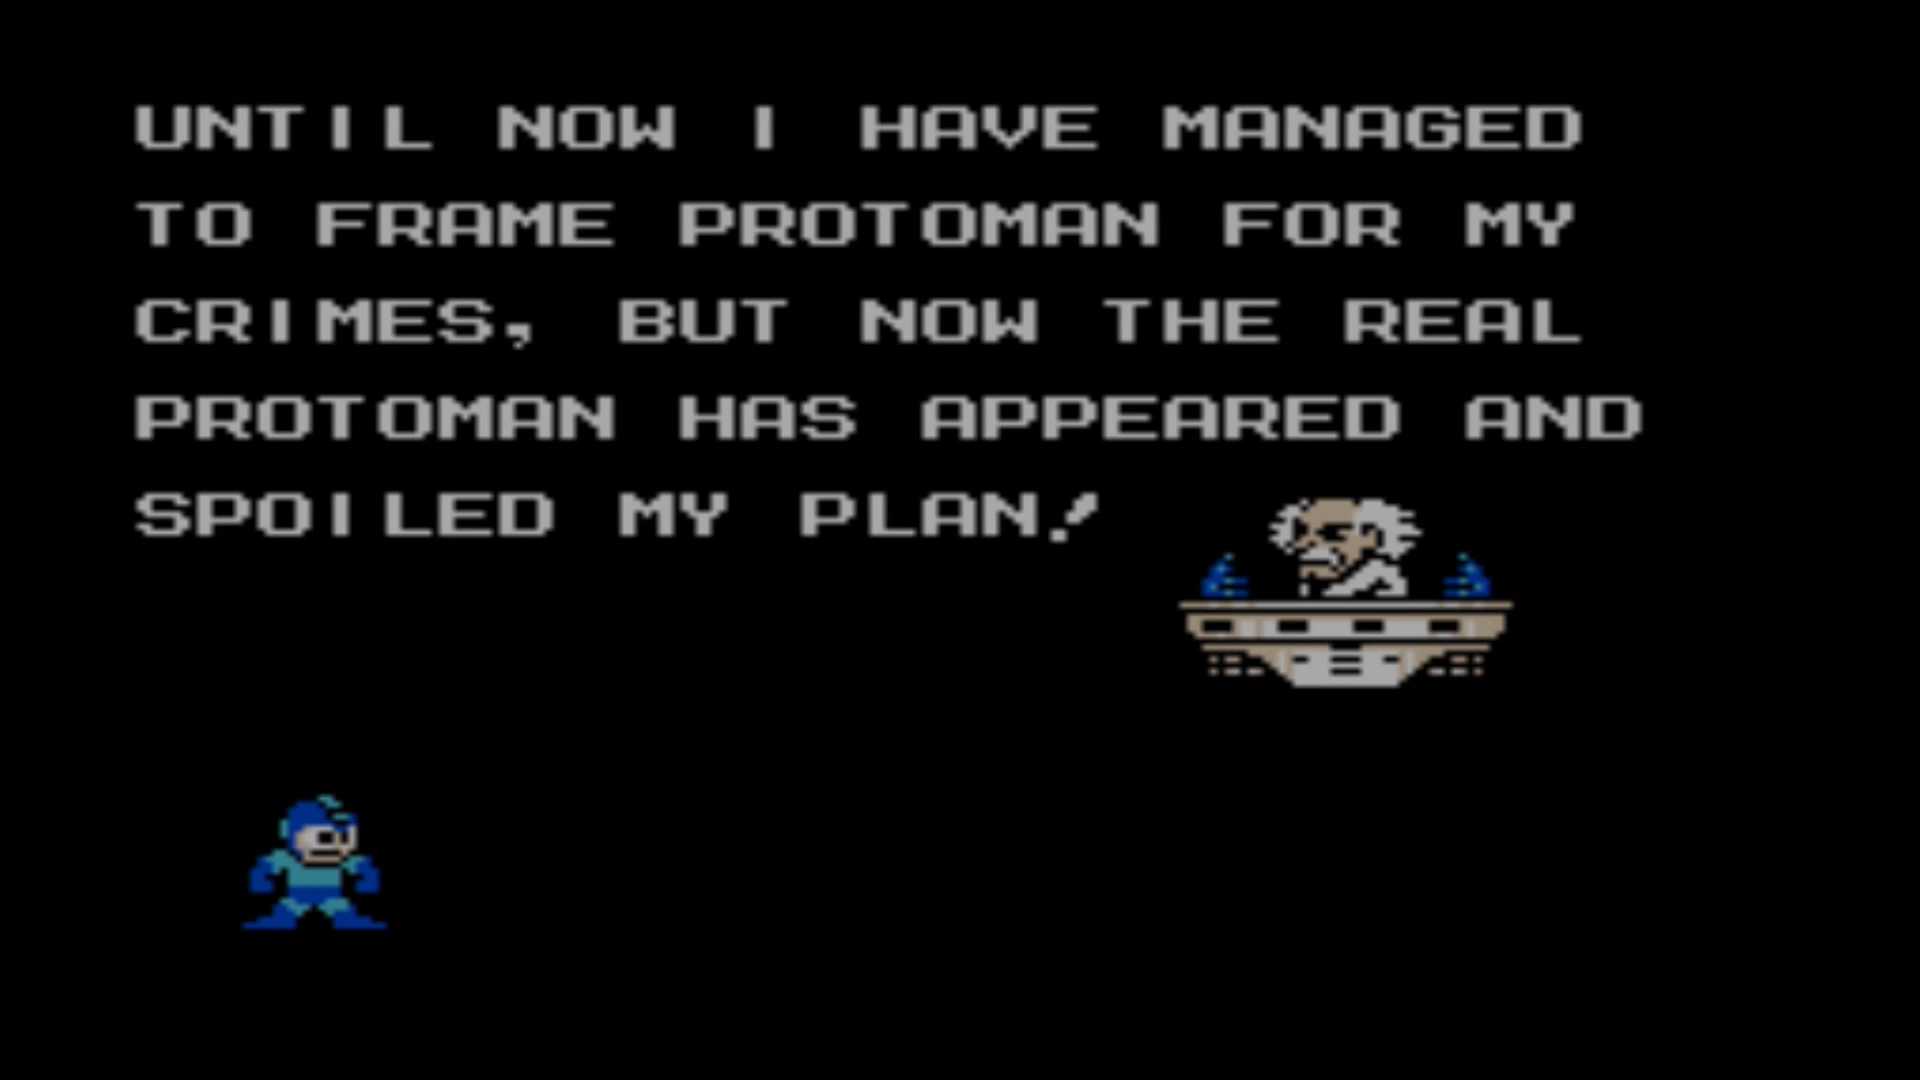 UNTIL NOW I HAVE MANAGED
TO FRAME PROTOMAN FOR MY
CRIMES, BUT NOW THE REAL
PROTOMAN HAS APPEARED AND
SPOILED MY PLAN!